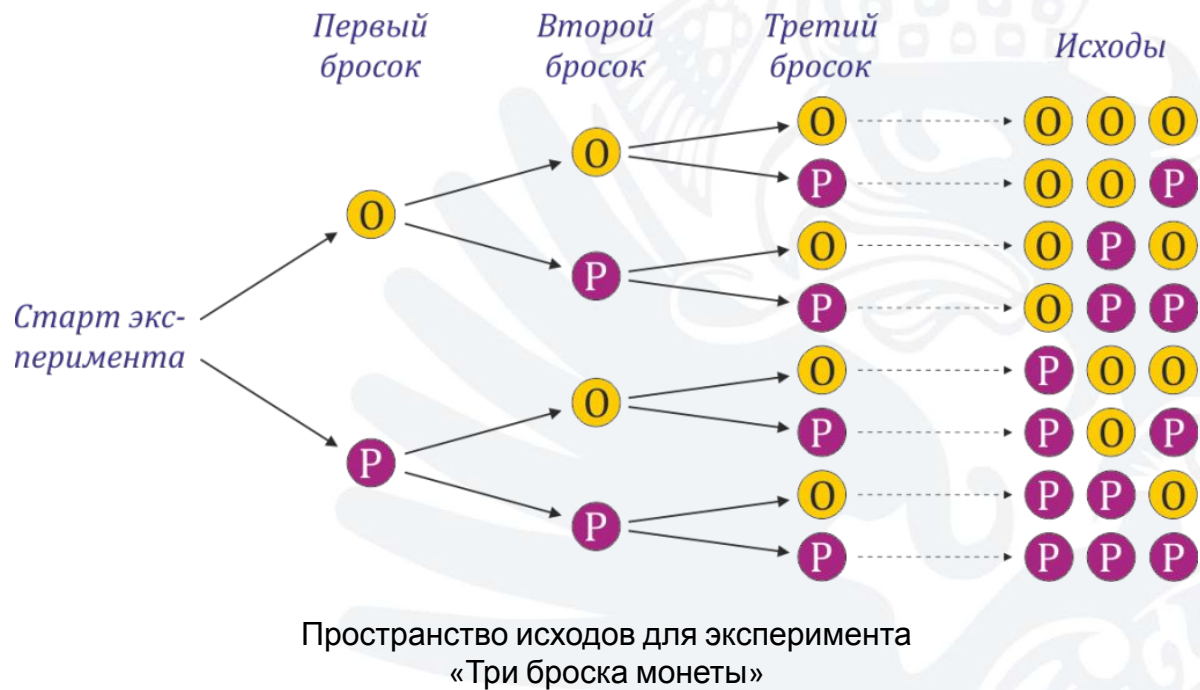 Первый бросок
Второй бросок
Третий бросок
Исходы
Старт экс-
перимента
О
Р
О
Р
О
Р
О
Р
О
Р
О
Р
О
Р
О О О
О О Р
О Р О
О Р Р
Р О О
Р О Р
Р Р О
Р Р Р
Пространство исходов для эксперимента
«Три броска монеты»